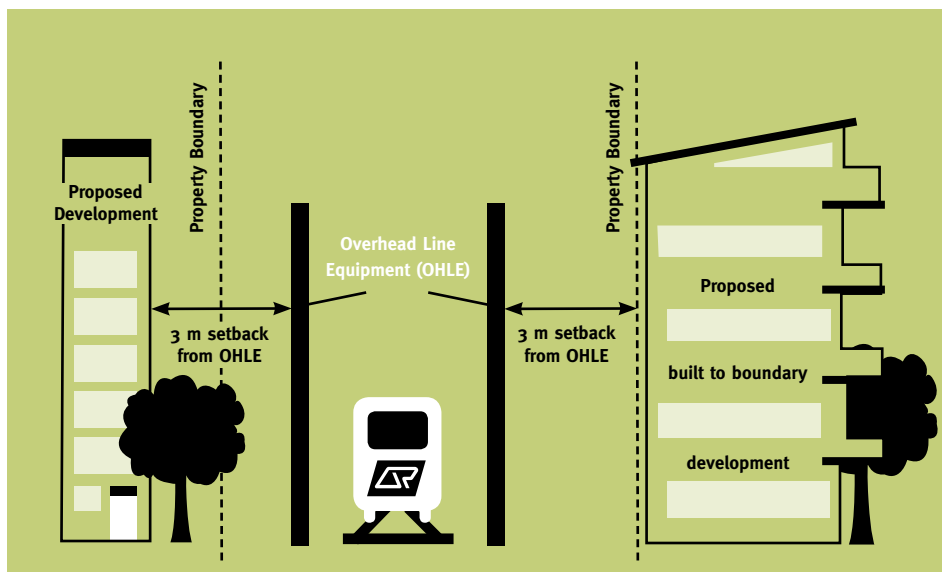 Property Boundary
Property Boundary
Proposed
Development
Overhead Line
Equipment (OHLE)
3 m setback
from OHLE
3 m setback
from OHLE
Proposed
built to boundary
development
QR